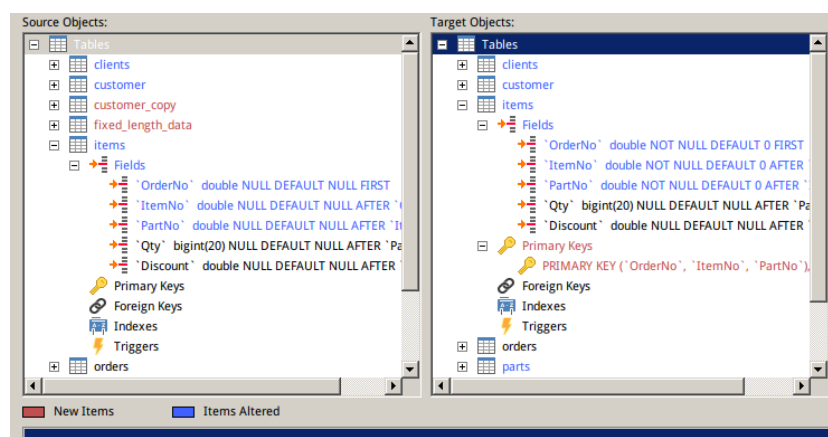 Source Objects:
Tables
clients
customer
customer_copy
fixed_length_data
items
Fields
`OrderNo` double NULL DEFAULT NULL FIRST
`ItemNo` double NULL DEFAULT NULL AFTER `
`PartNo` double NULL DEFAULT NULL AFTER `It
`Qty` bigint(20) NULL DEFAULT NULL AFTER `Pa
`Discount` double NULL DEFAULT NULL AFTER `
Primary Keys
Foreign Keys
Indexes
Triggers
orders
Target Objects:
Tables
clients
customer
items
Fields
`OrderNo` double NOT NULL DEFAULT 0 FIRST
`ItemNo` double NOT NULL DEFAULT 0 AFTER `
`PartNo` double NOT NULL DEFAULT 0 AFTER `
`Qty` bigint(20) NULL DEFAULT NULL AFTER `Pa
`Discount` double NULL DEFAULT NULL AFTER `
Primary Keys
PRIMARY KEY (`OrderNo`, `ItemNo`, `PartNo`),
Foreign Keys
Indexes
Triggers
orders
parts
New Items
Items Altered